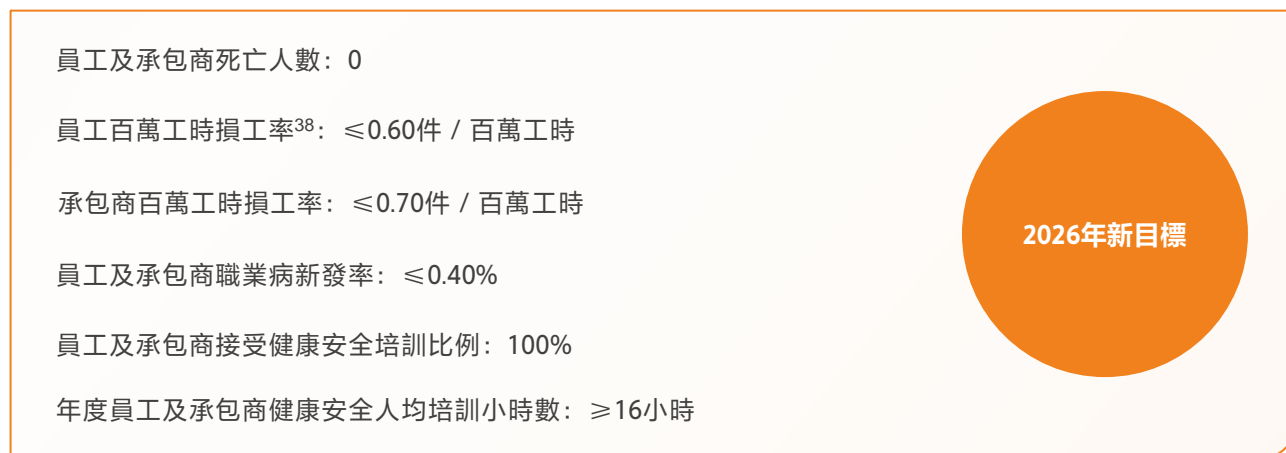 員工及承包商死亡人數：0
員工百萬工時損工率³⁸：≤0.60件 / 百萬工時
承包商百萬工時損工率：≤0.70件 / 百萬工時
員工及承包商職業病新發率：≤0.40%
員工及承包商接受健康安全培訓比例：100%
年度員工及承包商健康安全人均培訓小時數：≥16小時
2026年新目標